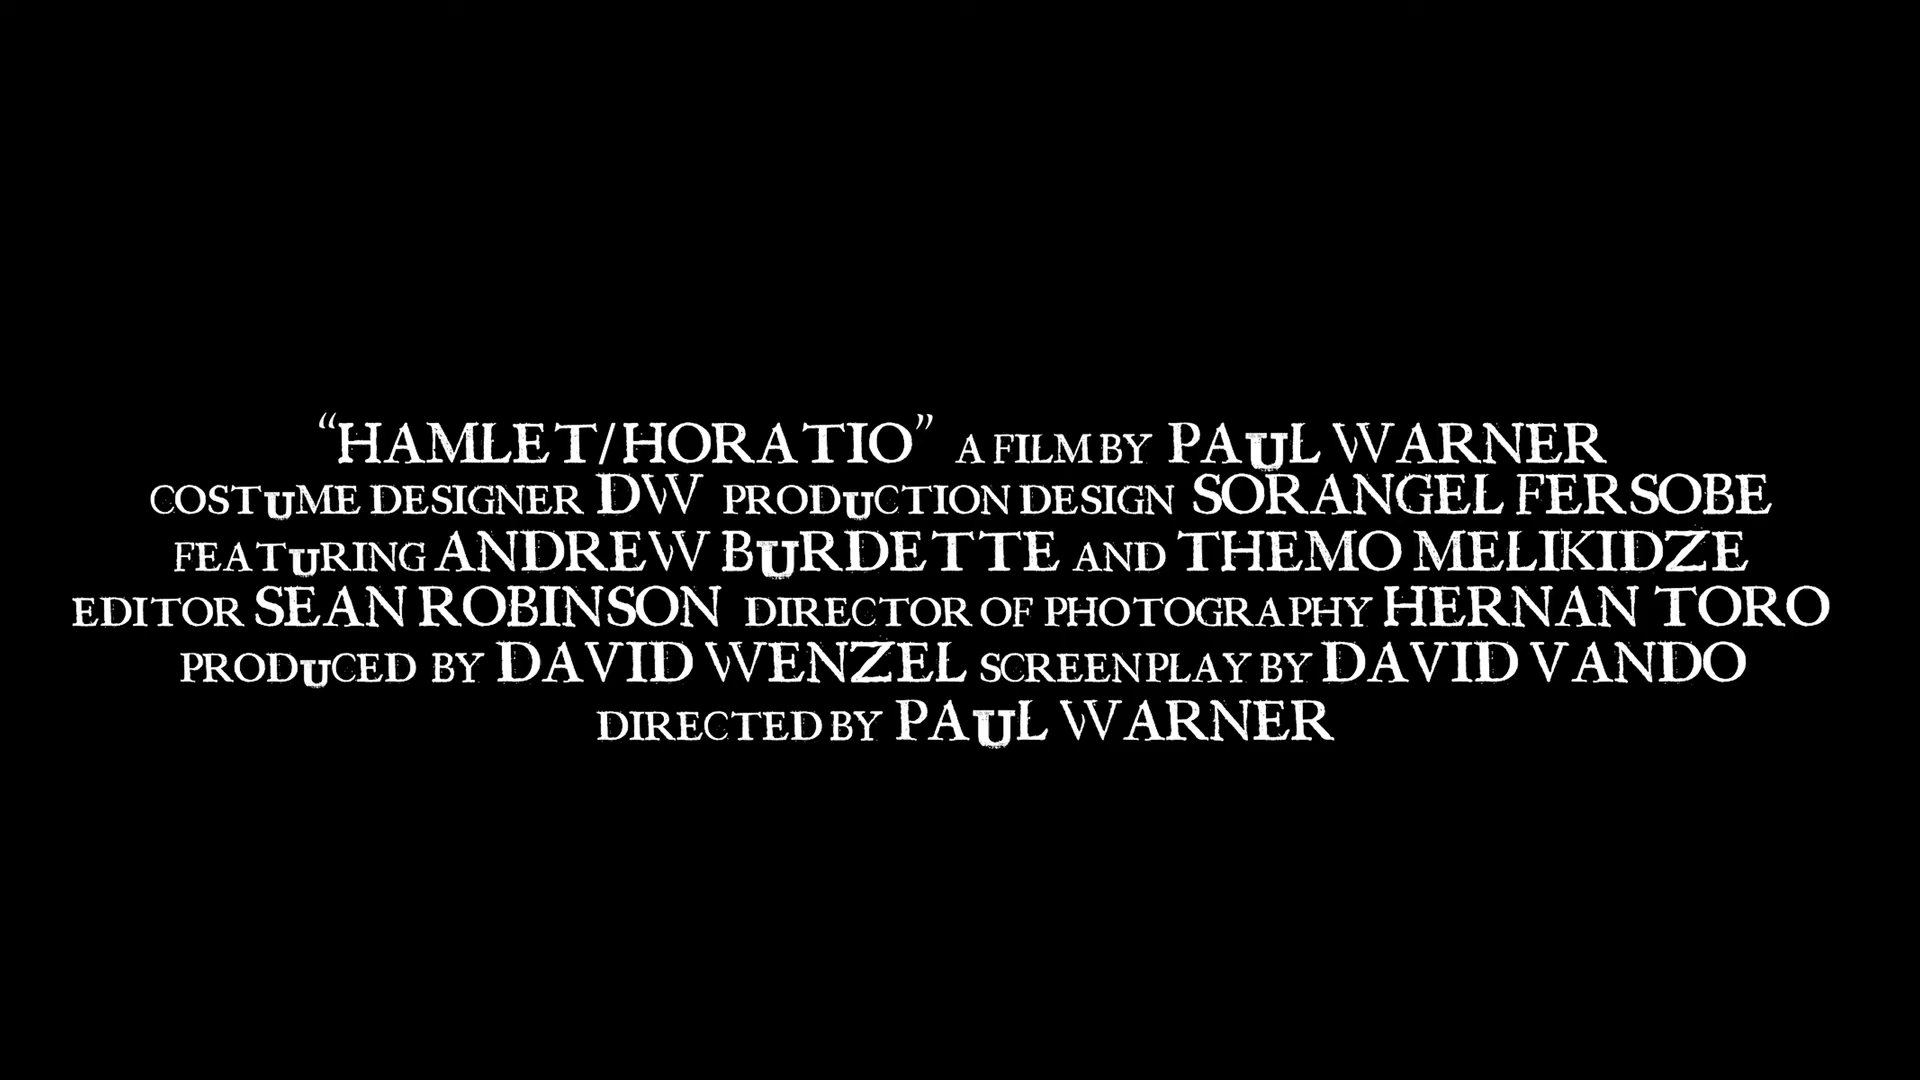 “HAMLET/HORATIO” A FILM BY PAUL WARNER
COSTUME DESIGNER DW PRODUCTION DESIGN SORANGEL FERSOBE
FEATURING ANDREW BURDETTE AND THEMO MELIKIDZE
EDITOR SEAN ROBINSON DIRECTOR OF PHOTOGRAPHY HERNAN TORO
PRODUCED BY DAVID WENZEL SCREENPLAY BY DAVID VANDO
DIRECTED BY PAUL WARNER